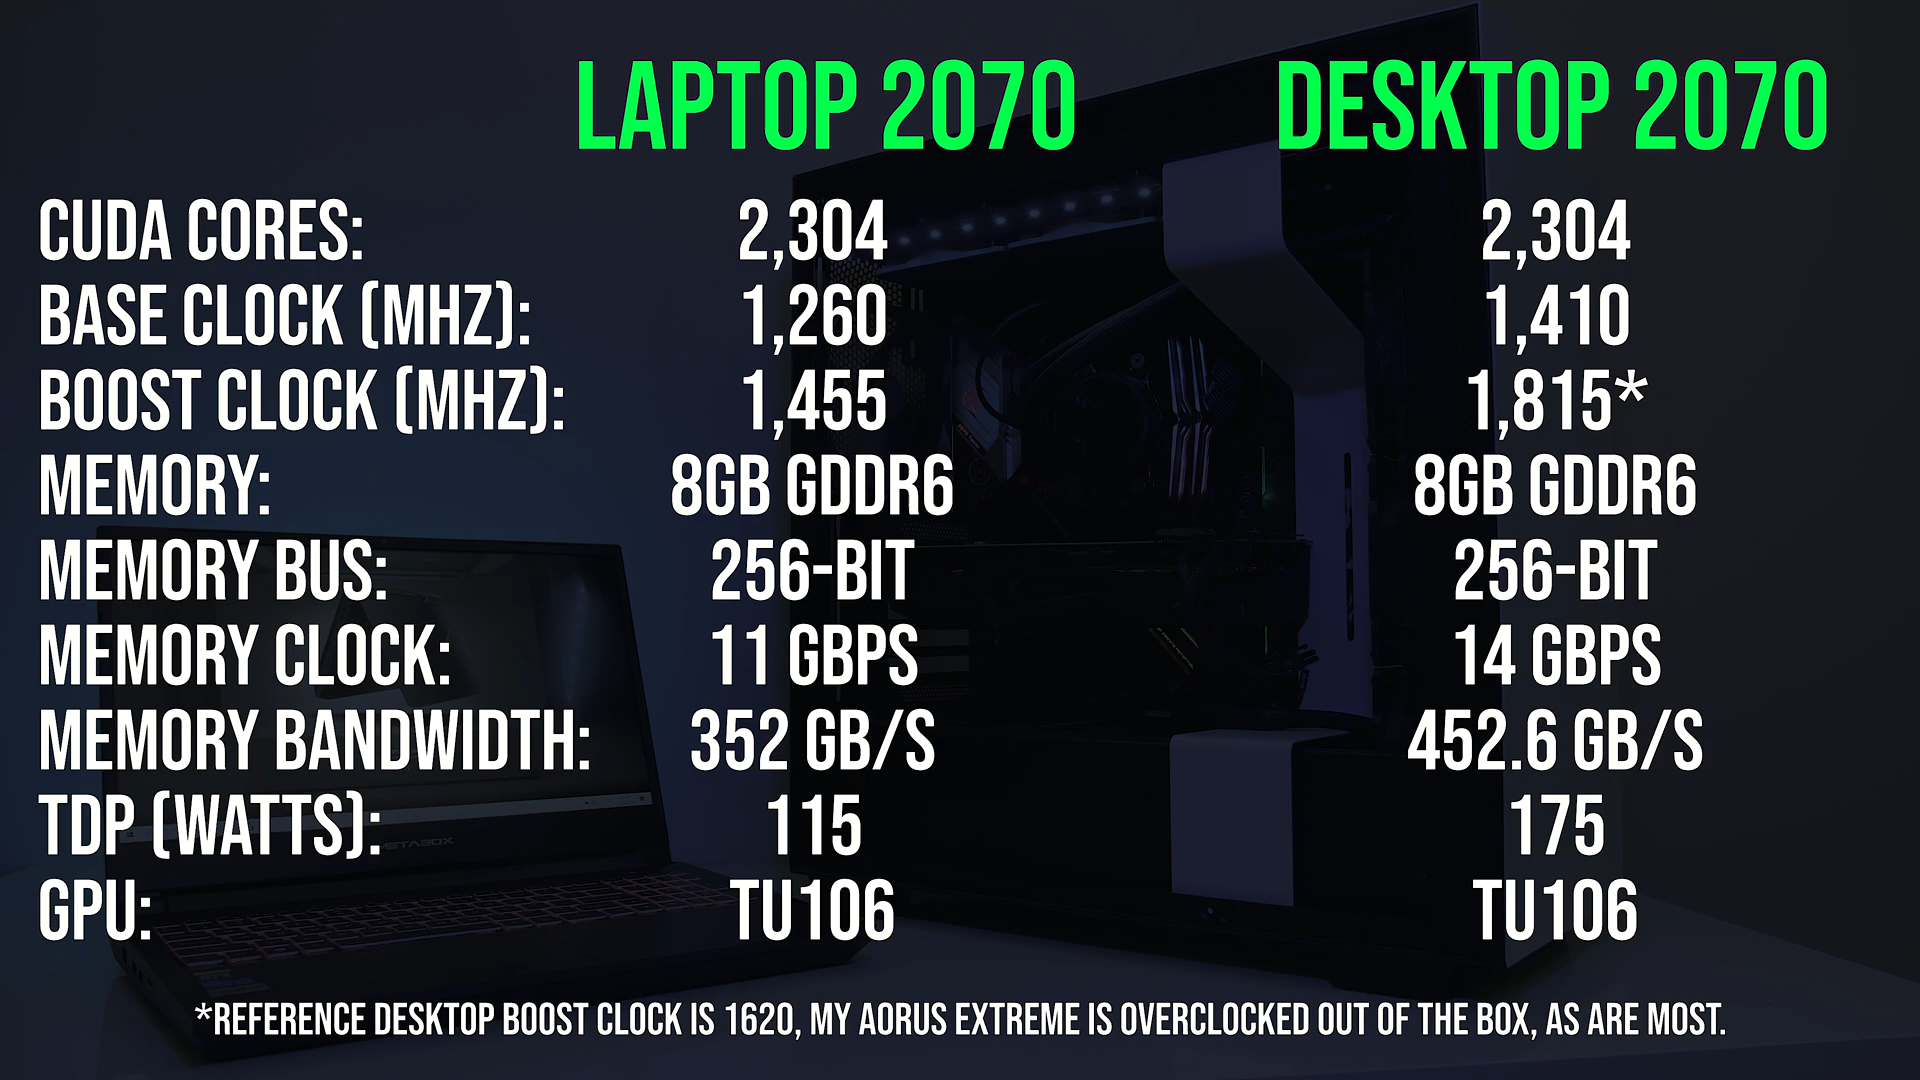 LAPTOP 2070 DESKTOP 2070
CUDA CORES: 2,304 2,304
BASE CLOCK (MHZ): 1,260 1,410
BOOST CLOCK (MHZ): 1,455 1,815*
MEMORY: 8GB GDDR6 8GB GDDR6
MEMORY BUS: 256-BIT 256-BIT
MEMORY CLOCK: 11 GBPS 14 GBPS
MEMORY BANDWIDTH: 352 GB/S 452.6 GB/S
TDP (WATTS): 115 175
METABOX
GPU: TU106 TU106
*REFERENCE DESKTOP BOOST CLOCK IS 1620, MY AORUS EXTREME IS OVERCLOCKED OUT OF THE BOX, AS ARE MOST.